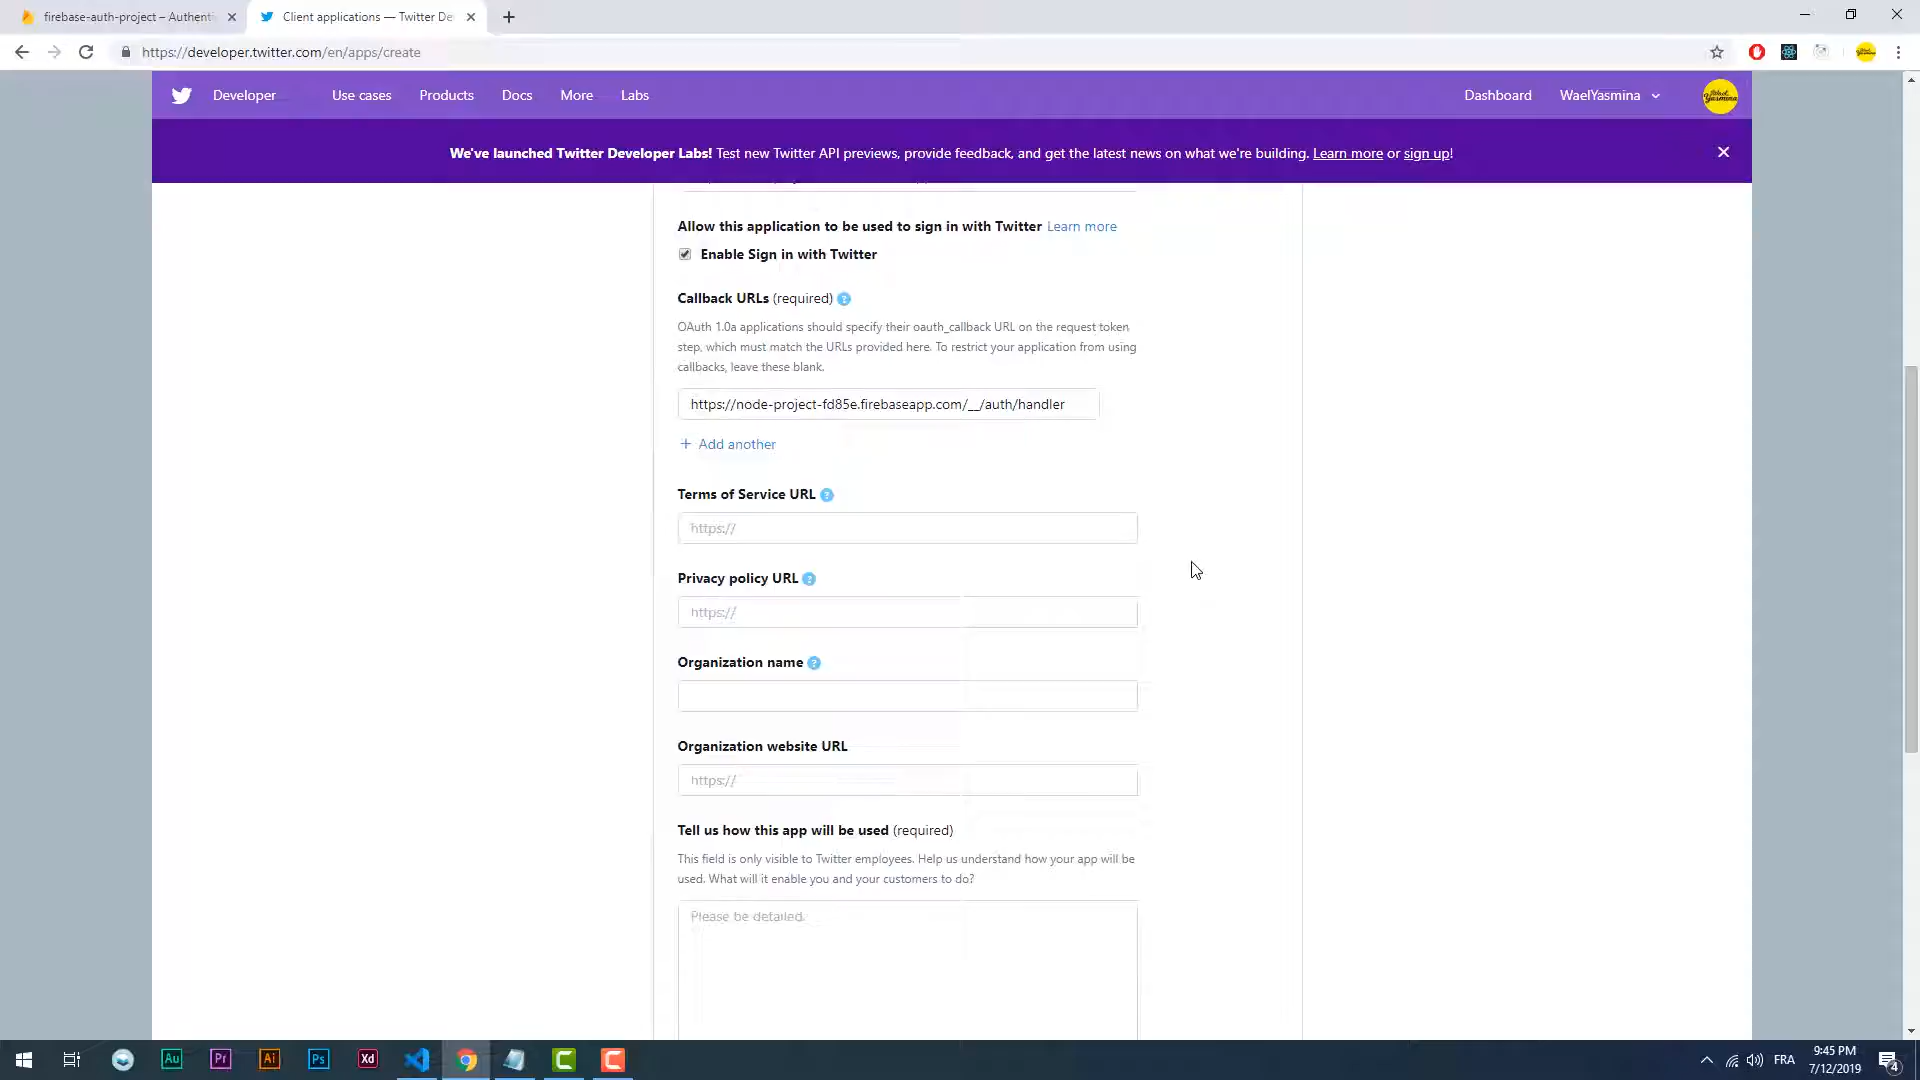 firebase-auth-project – Authenti
Client applications — Twitter De
https://developer.twitter.com/en/apps/create
Developer
Use cases
Products
Docs
More
Labs
Dashboard
WaelYasmina
We've launched Twitter Developer Labs! Test new Twitter API previews, provide feedback, and get the latest news on what we're building. Learn more or sign up!
Allow this application to be used to sign in with Twitter Learn more
Enable Sign in with Twitter
Callback URLs (required) ?
OAuth 1.0a applications should specify their oauth_callback URL on the request token
step, which must match the URLs provided here. To restrict your application from using
callbacks, leave these blank.
https://node-project-fd85e.firebaseapp.com/__/auth/handler
+ Add another
Terms of Service URL ?
https://
Privacy policy URL ?
https://
Organization name ?
Organization website URL
https://
Tell us how this app will be used (required)
This field is only visible to Twitter employees. Help us understand how your app will be
used. What will it enable you and your customers to do?
Please be detailed.
Au
Pr
Ai
Ps
Xd
FRA
9:45 PM
7/12/2019
4